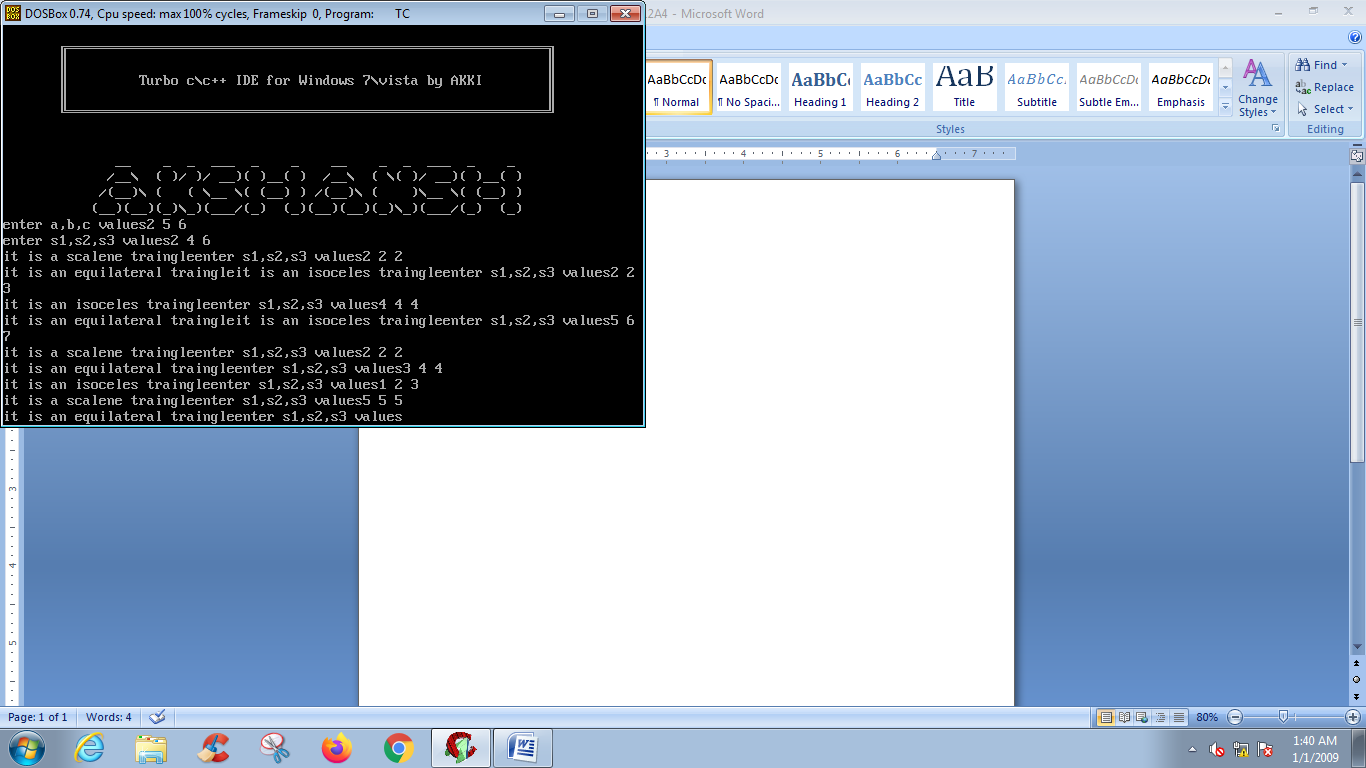 DOSBox 0.74, Cpu speed: max 100% cycles, Frameskip 0, Program: TC
2A4 - Microsoft Word
Turbo c\c++ IDE for Windows 7\vista by AKKI
enter a,b,c values2 5 6
enter s1,s2,s3 values2 4 6
it is a scalene traingleenter s1,s2,s3 values2 2 2
it is an equilateral traingleit is an isoceles traingleenter s1,s2,s3 values2 2
3
it is an isoceles traingleenter s1,s2,s3 values4 4 4
it is an equilateral traingleit is an isoceles traingleenter s1,s2,s3 values5 6
7
it is a scalene traingleenter s1,s2,s3 values2 2 2
it is an equilateral traingleenter s1,s2,s3 values3 4 4
it is an isoceles traingleenter s1,s2,s3 values1 2 3
it is a scalene traingleenter s1,s2,s3 values5 5 5
it is an equilateral traingleenter s1,s2,s3 values
AaBbCcDc AaBbCcDc AaBbCc AaBbCc AaB AaBbCc. AaBbCcDc AaBbCcDc
¶ Normal ¶ No Spaci... Heading 1 Heading 2 Title Subtitle Subtle Em... Emphasis
Change
Styles
Styles
Find
Replace
Select
Editing
3 4 5 6 7
3
4
5
Page: 1 of 1 Words: 4 80%
1:40 AM
1/1/2009